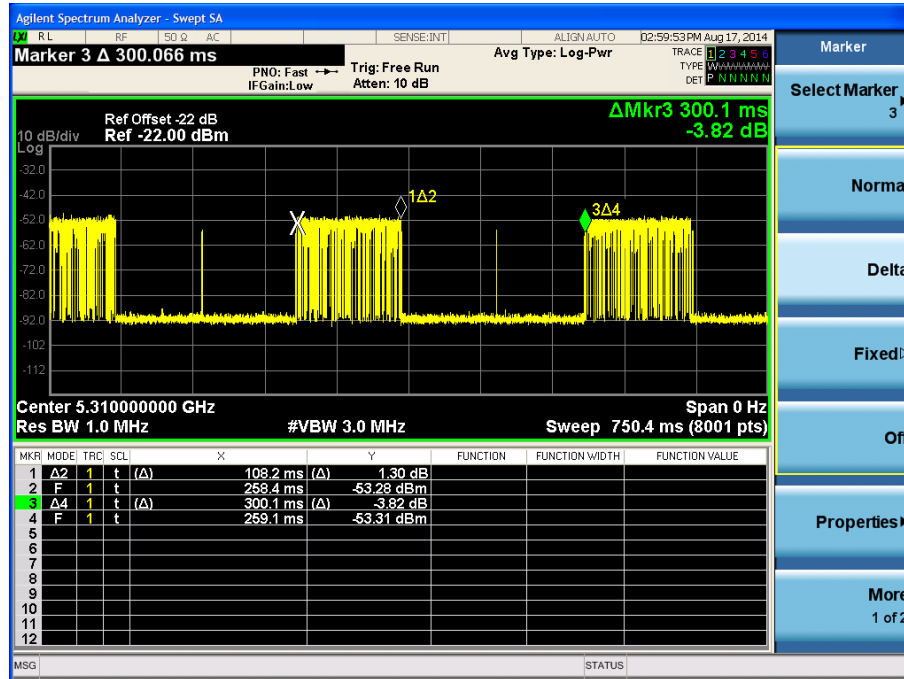 Agilent Spectrum Analyzer - Swept SA
LXI RL RF 50 Ω AC SENSE:INT ALIGN AUTO 02:59:53 PM Aug 17, 2014
Marker 3 Δ 300.066 ms
PNO: Fast
IFGain:Low
Trig: Free Run
Atten: 10 dB
Avg Type: Log-Pwr
TRACE 1 2 3 4 5 6
TYPE W
DET P N N N N N
Ref Offset -22 dB
10 dB/div Ref -22.00 dBm
Log
ΔMkr3 300.1 ms
-3.82 dB
-32.0
-42.0
-52.0
-62.0
-72.0
-82.0
-92.0
-102
-112
X
1Δ2
3Δ4
Center 5.310000000 GHz Span 0 Hz
Res BW 1.0 MHz #VBW 3.0 MHz Sweep 750.4 ms (8001 pts)
MKR MODE TRC SCL X Y FUNCTION FUNCTION WIDTH FUNCTION VALUE
1 Δ2 1 t (Δ) 108.2 ms (Δ) 1.30 dB
2 F 1 t 258.4 ms -53.28 dBm
3 Δ4 1 t (Δ) 300.1 ms (Δ) -3.82 dB
4 F 1 t 259.1 ms -53.31 dBm
5
6
7
8
9
10
11
12
MSG STATUS
Marker
Select Marker
3
Norma
Delta
Fixed
Of
Properties
More
1 of 2